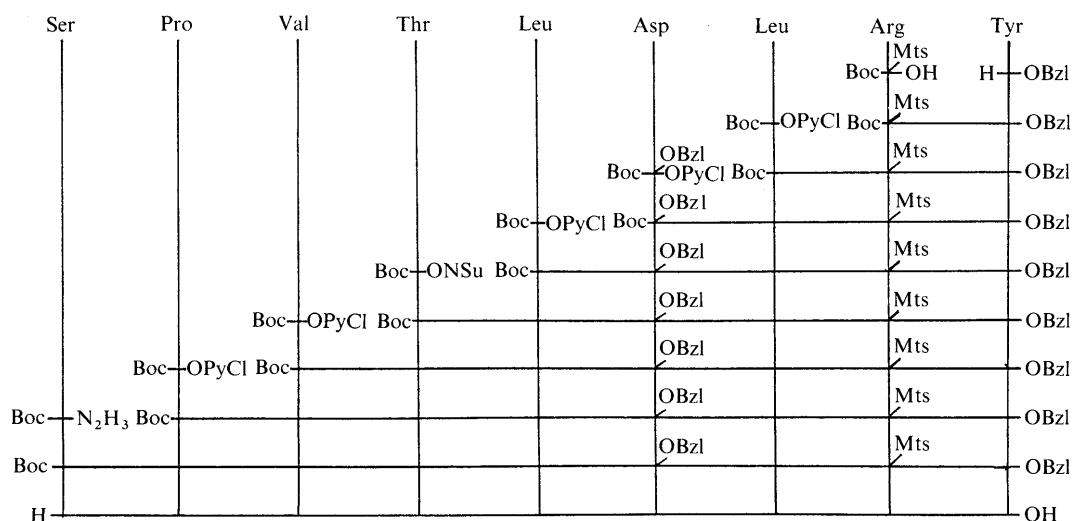 Ser Pro Val Thr Leu Asp Leu Arg Tyr
Mts
Boc OH H OBzl
Mts
Boc OPyCl Boc OBzl
OBzl Mts
Boc OPyCl Boc OBzl
OBzl Mts
Boc OPyCl Boc OBzl
OBzl Mts
Boc ONSu Boc OBzl
OBzl Mts
Boc OPyCl Boc OBzl
OBzl Mts
Boc OPyCl Boc OBzl
OBzl Mts
Boc N₂H₃ Boc OBzl
OBzl Mts
Boc OBzl
H OH